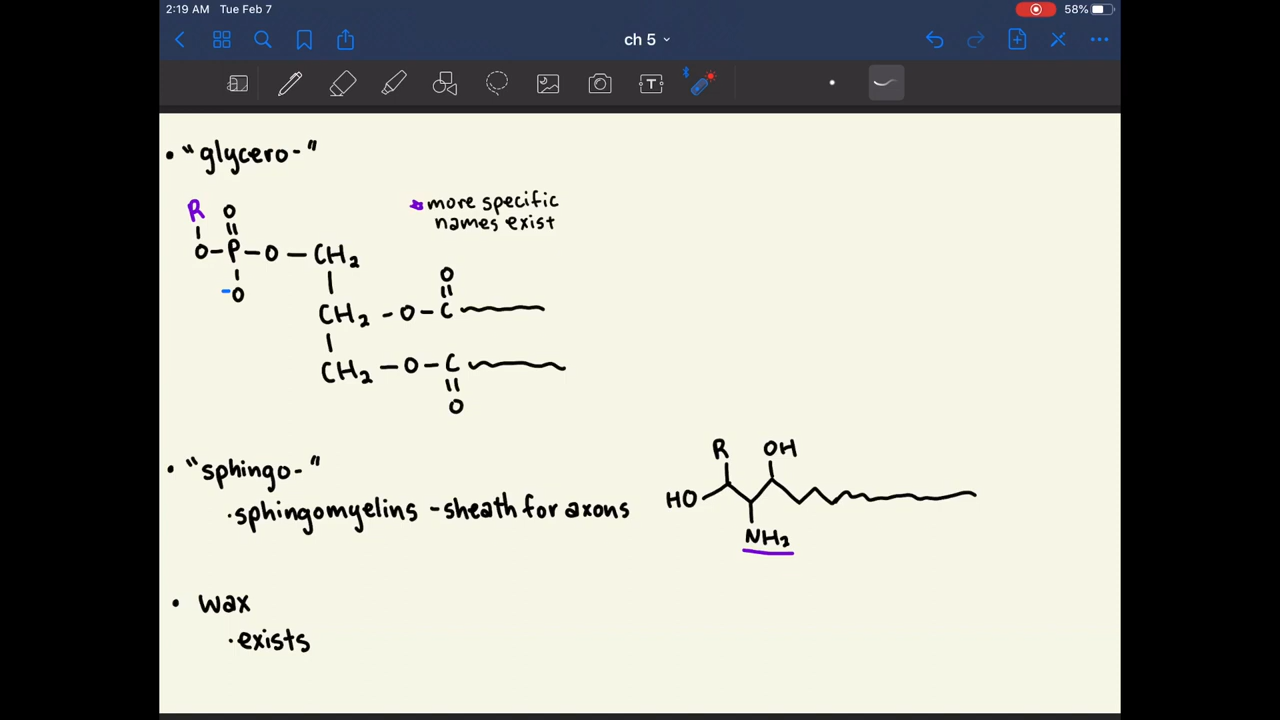 2:19 AM Tue Feb 7
58%
ch 5
T
• "glycero-"
more specific
names exist
R O
O-P-O-CH₂
-O
O
CH₂-O-C
CH₂-O-C
O
• "sphingo-"
•sphingomyelins -sheath for axons
R OH
HO
NH₂
• wax
•exists